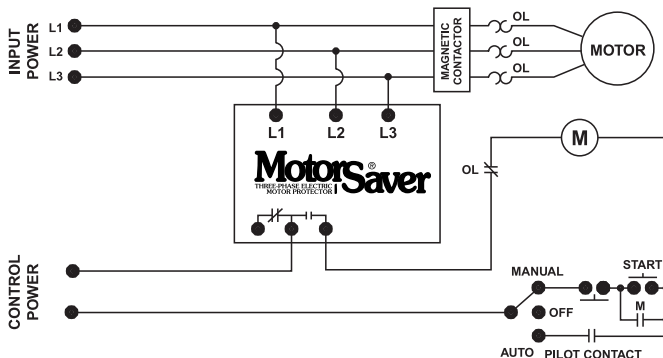 INPUT
POWER
L1
L2
L3
MAGNETIC
CONTACTOR
OL
OL
OL
MOTOR
L1
L2
L3
MotorSaver®
THREE-PHASE ELECTRIC
MOTOR PROTECTOR
OL
M
CONTROL
POWER
MANUAL
START
OFF
M
AUTO
PILOT CONTACT